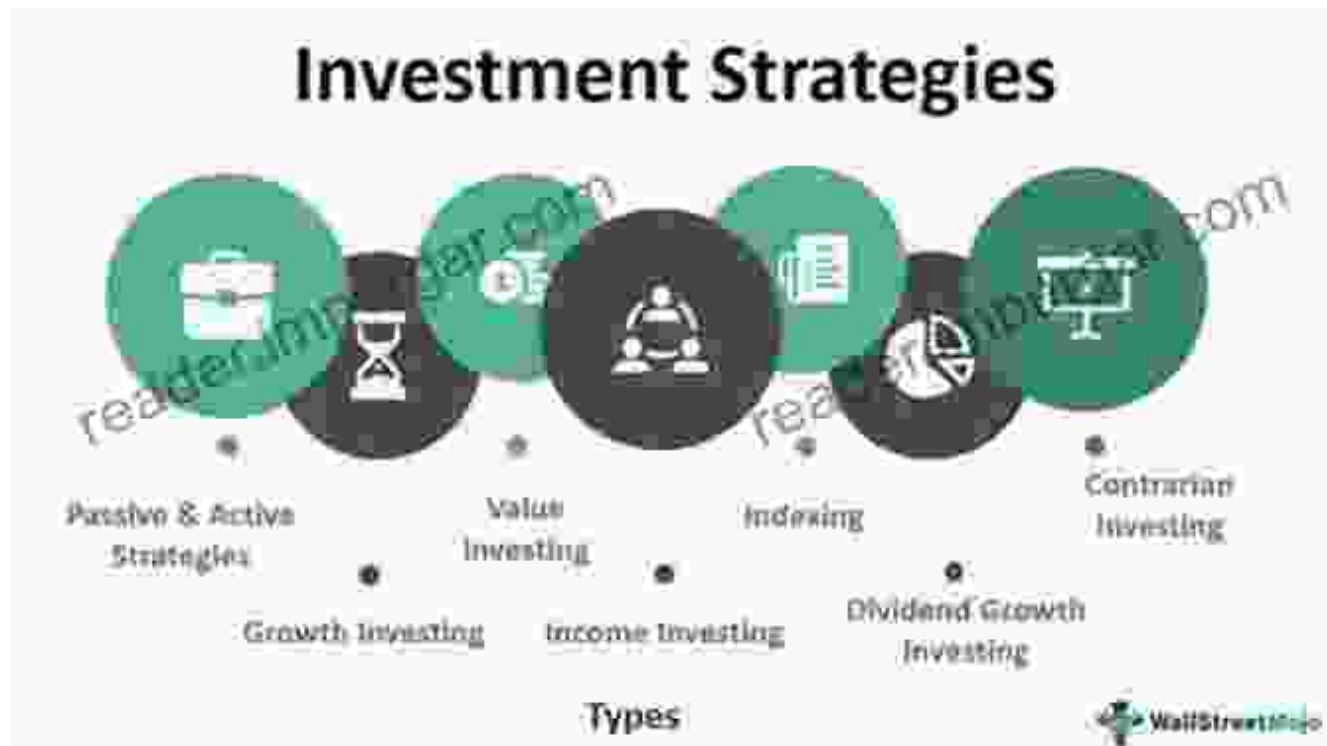 Investment Strategies
Passive & Active
Strategies
Growth Investing
Value
Investing
Income Investing
Indexing
Dividend Growth
Investing
Contrarian
Investing
Types
WallStreetMojo